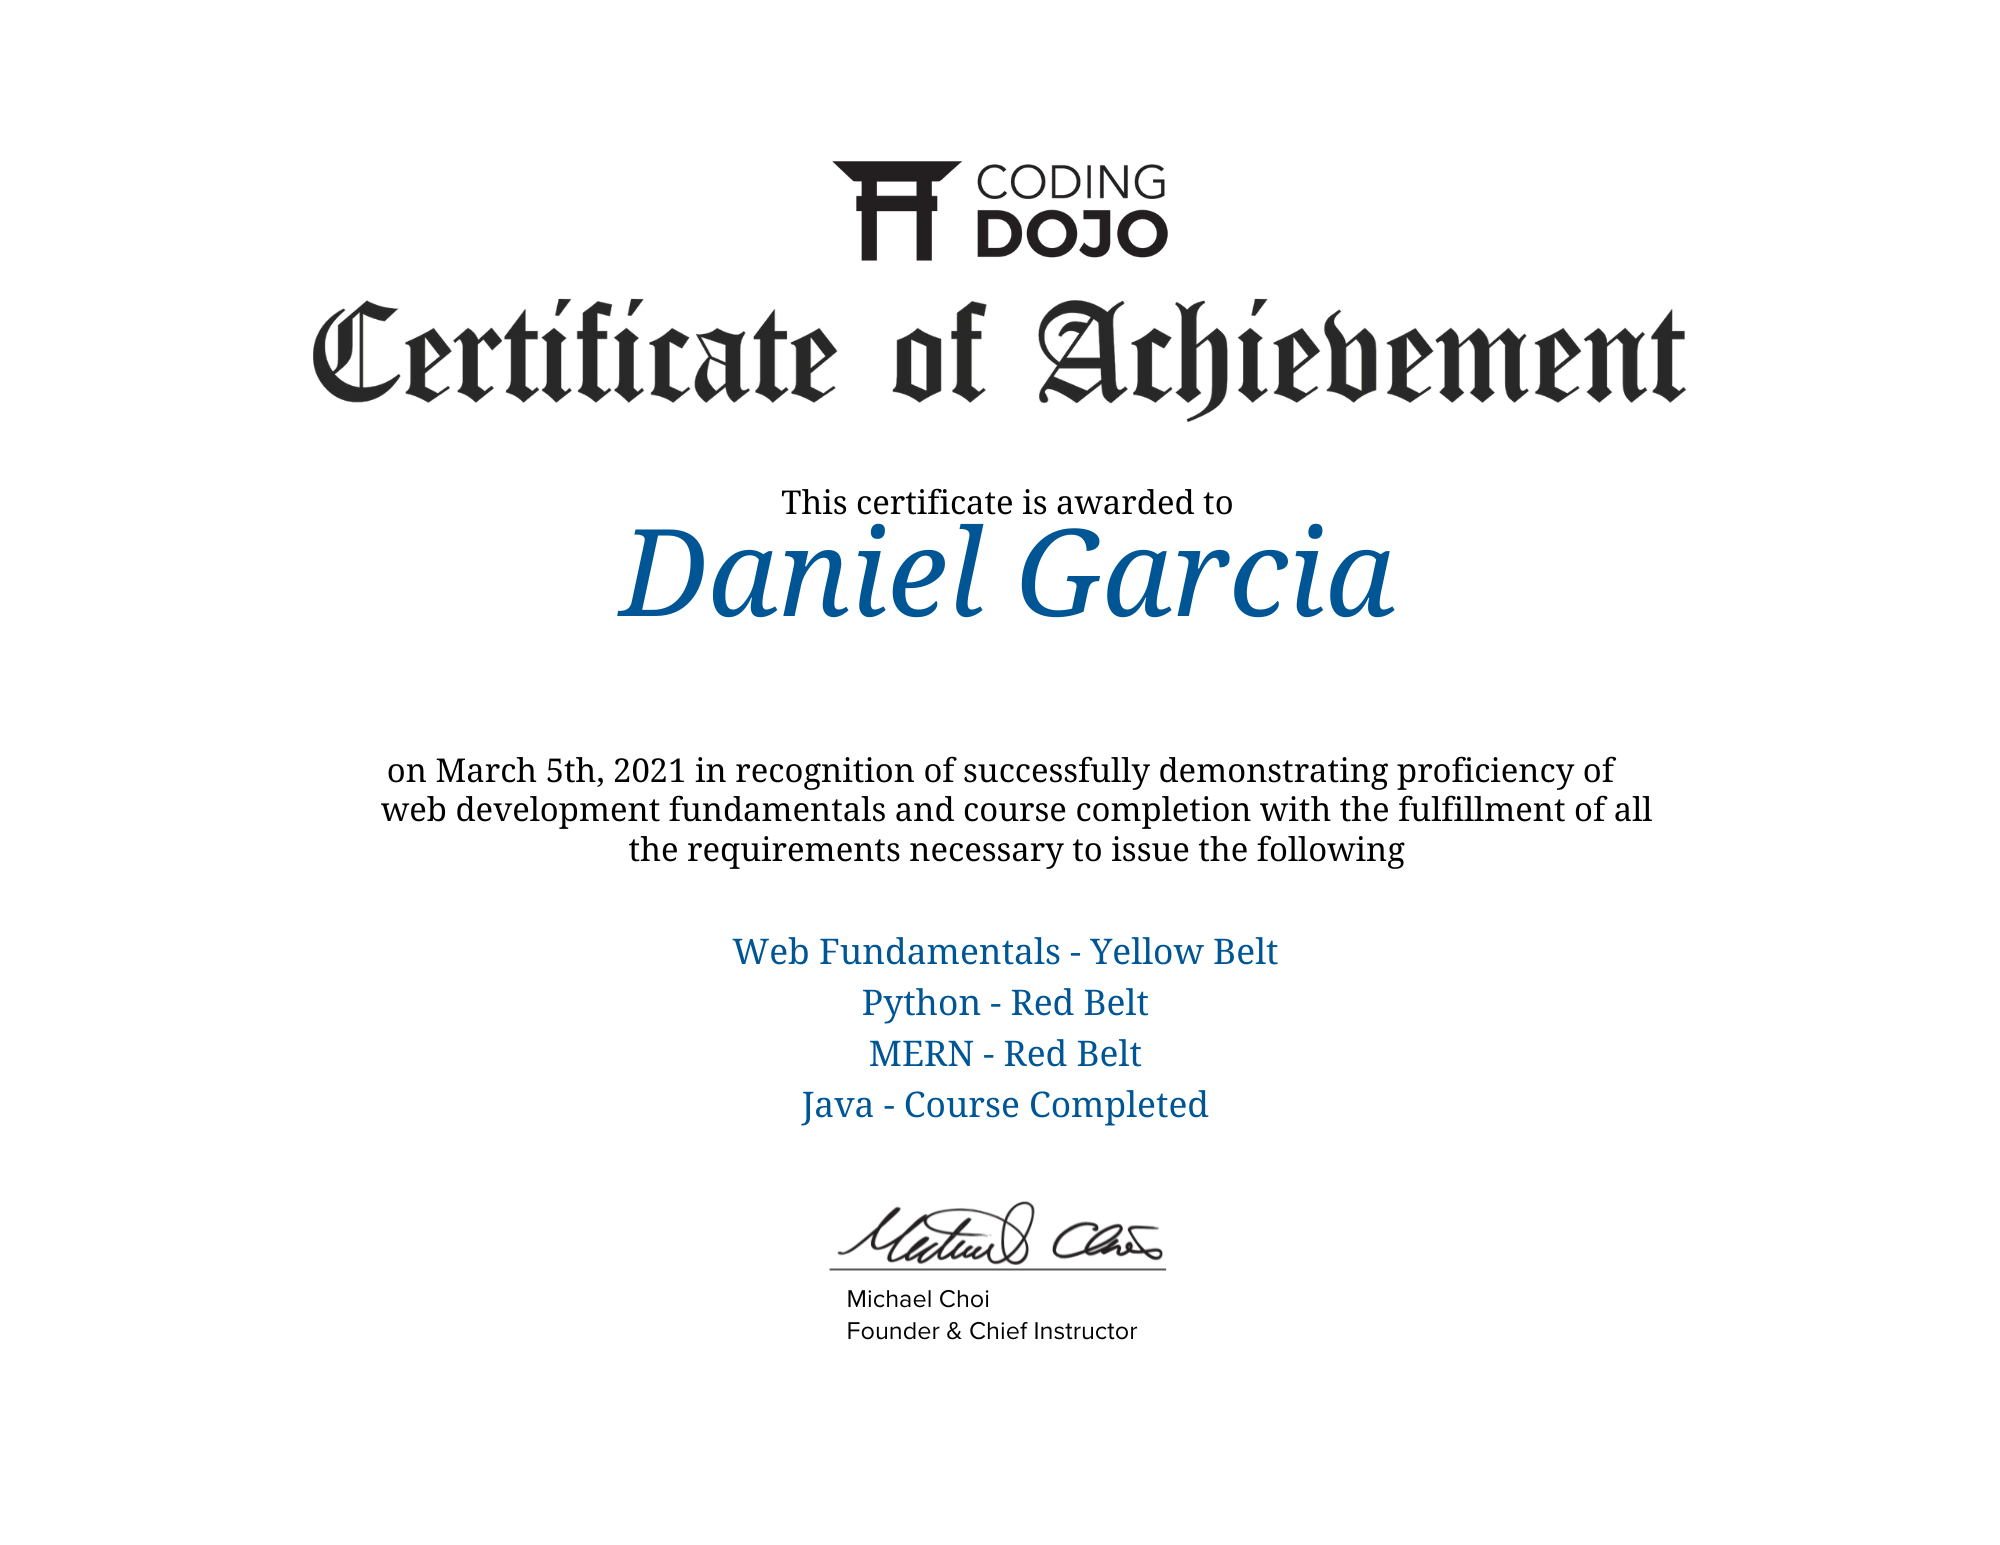 CODING
DOJO
Certificate of Achievement
This certificate is awarded to
Daniel Garcia
on March 5th, 2021 in recognition of successfully demonstrating proficiency of
web development fundamentals and course completion with the fulfillment of all
the requirements necessary to issue the following
Web Fundamentals - Yellow Belt
Python - Red Belt
MERN - Red Belt
Java - Course Completed
Michael Choi
Michael Choi
Founder & Chief Instructor